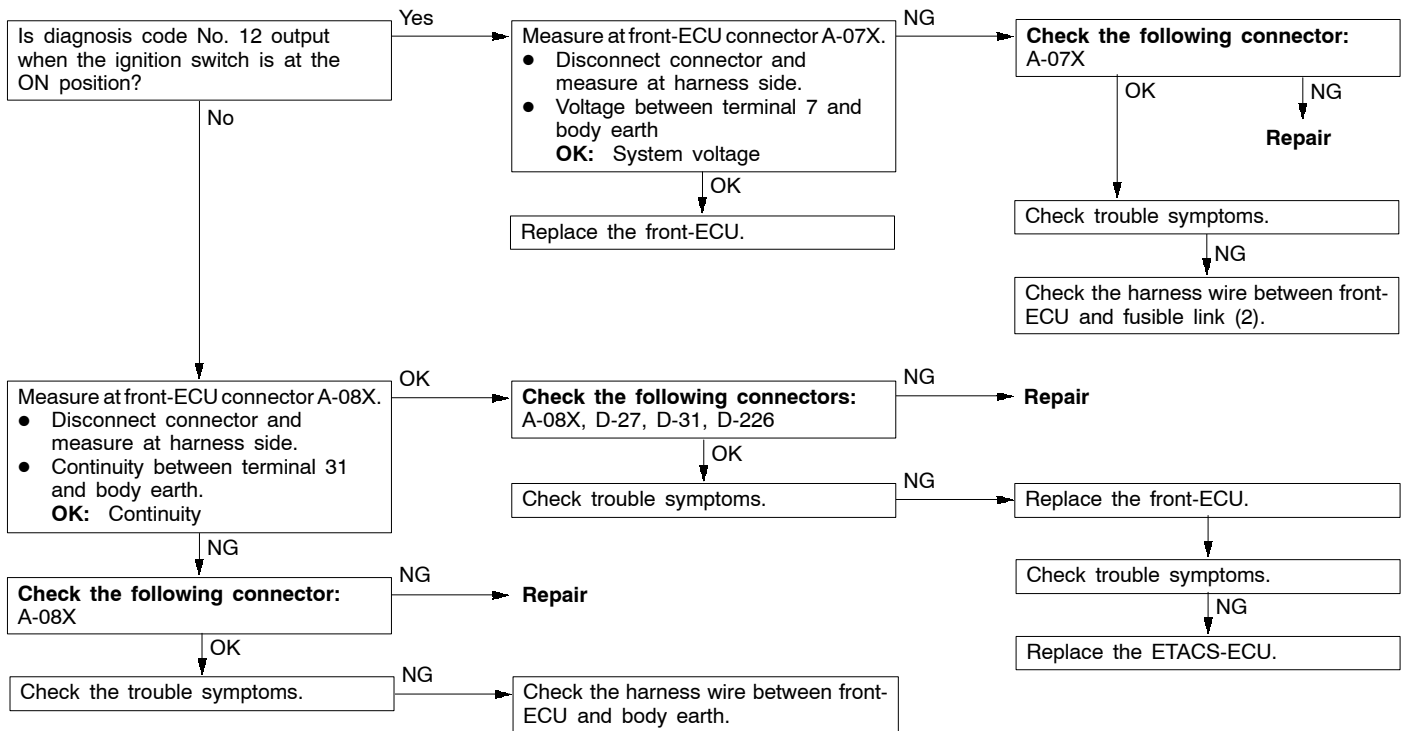 Is diagnosis code No. 12 output
when the ignition switch is at the
ON position?
Yes
No
Measure at front-ECU connector A-07X.
● Disconnect connector and
measure at harness side.
● Voltage between terminal 7 and
body earth
OK: System voltage
NG
OK
Replace the front-ECU.
Check the following connector:
A-07X
OK
NG
Repair
Check trouble symptoms.
NG
Check the harness wire between front-
ECU and fusible link (2).
Measure at front-ECU connector A-08X.
● Disconnect connector and
measure at harness side.
● Continuity between terminal 31
and body earth.
OK: Continuity
OK
NG
Check the following connectors:
A-08X, D-27, D-31, D-226
NG
Repair
OK
Check trouble symptoms.
NG
Replace the front-ECU.
Check trouble symptoms.
NG
Replace the ETACS-ECU.
Check the following connector:
A-08X
NG
Repair
OK
Check the trouble symptoms.
NG
Check the harness wire between front-
ECU and body earth.